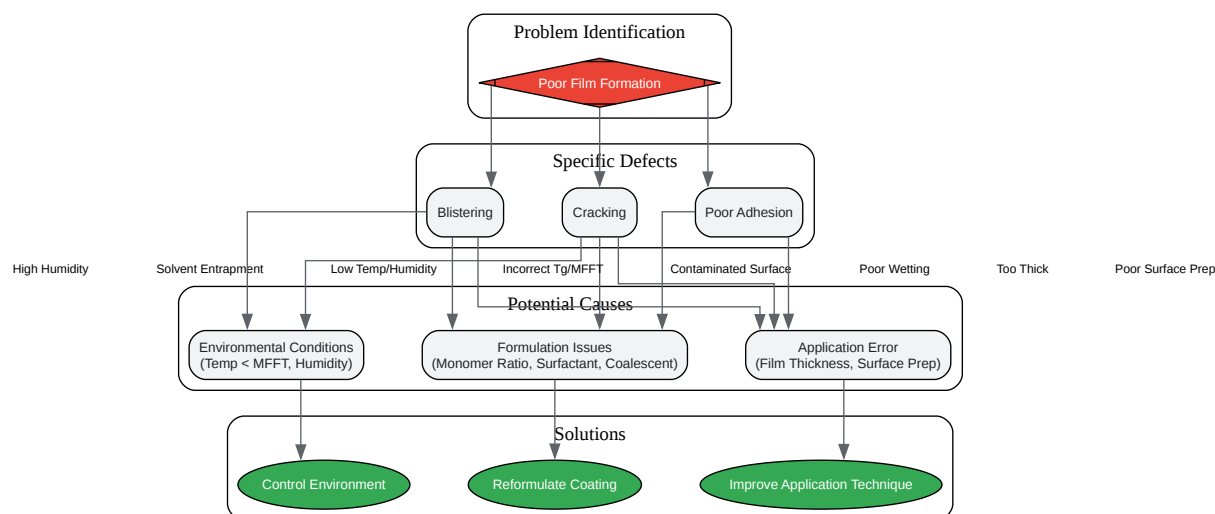 Problem Identification
Poor Film Formation
Specific Defects
Blistering
Cracking
Poor Adhesion
High Humidity
Solvent Entrapment
Low Temp/Humidity
Incorrect Tg/MFFT
Contaminated Surface
Poor Wetting
Too Thick
Poor Surface Prep
Potential Causes
Environmental Conditions
(Temp < MFFT, Humidity)
Formulation Issues
(Monomer Ratio, Surfactant, Coalescent)
Application Error
(Film Thickness, Surface Prep)
Solutions
Control Environment
Reformulate Coating
Improve Application Technique